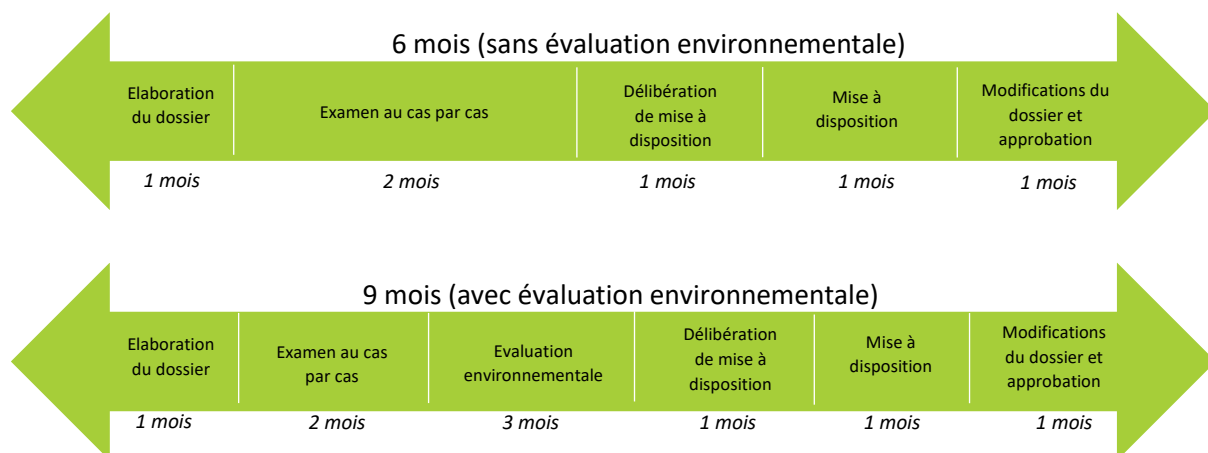 6 mois (sans évaluation environnementale)
Elaboration
du dossier
Examen au cas par cas
Délibération
de mise à
disposition
Mise à
disposition
Modifications du
dossier et
approbation
1 mois
2 mois
1 mois
1 mois
1 mois
9 mois (avec évaluation environnementale)
Elaboration
du dossier
Examen au cas
par cas
Evaluation
environnementale
Délibération
de mise à
disposition
Mise à
disposition
Modifications
du dossier et
approbation
1 mois
2 mois
3 mois
1 mois
1 mois
1 mois